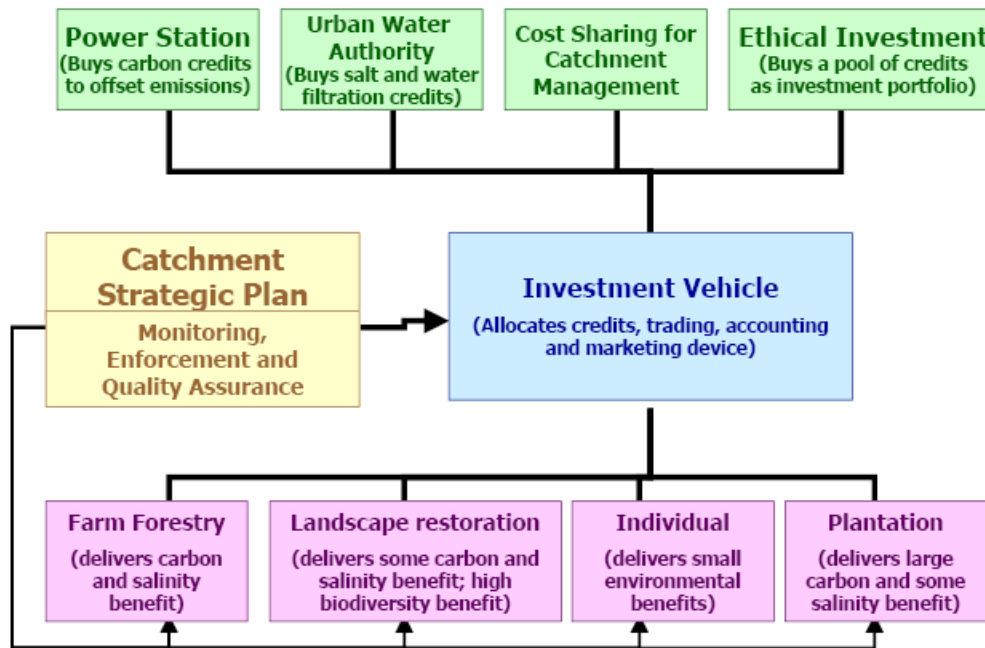 Power Station
(Buys carbon credits
to offset emissions)
Urban Water
Authority
(Buys salt and water
filtration credits)
Cost Sharing for
Catchment
Management
Ethical Investment
(Buys a pool of credits
as investment portfolio)
Catchment
Strategic Plan
Monitoring,
Enforcement and
Quality Assurance
Investment Vehicle
(Allocates credits, trading, accounting
and marketing device)
Farm Forestry
(delivers carbon
and salinity
benefit)
Landscape restoration
(delivers some carbon and
salinity benefit; high
biodiversity benefit)
Individual
(delivers small
environmental
benefits)
Plantation
(delivers large
carbon and some
salinity benefit)